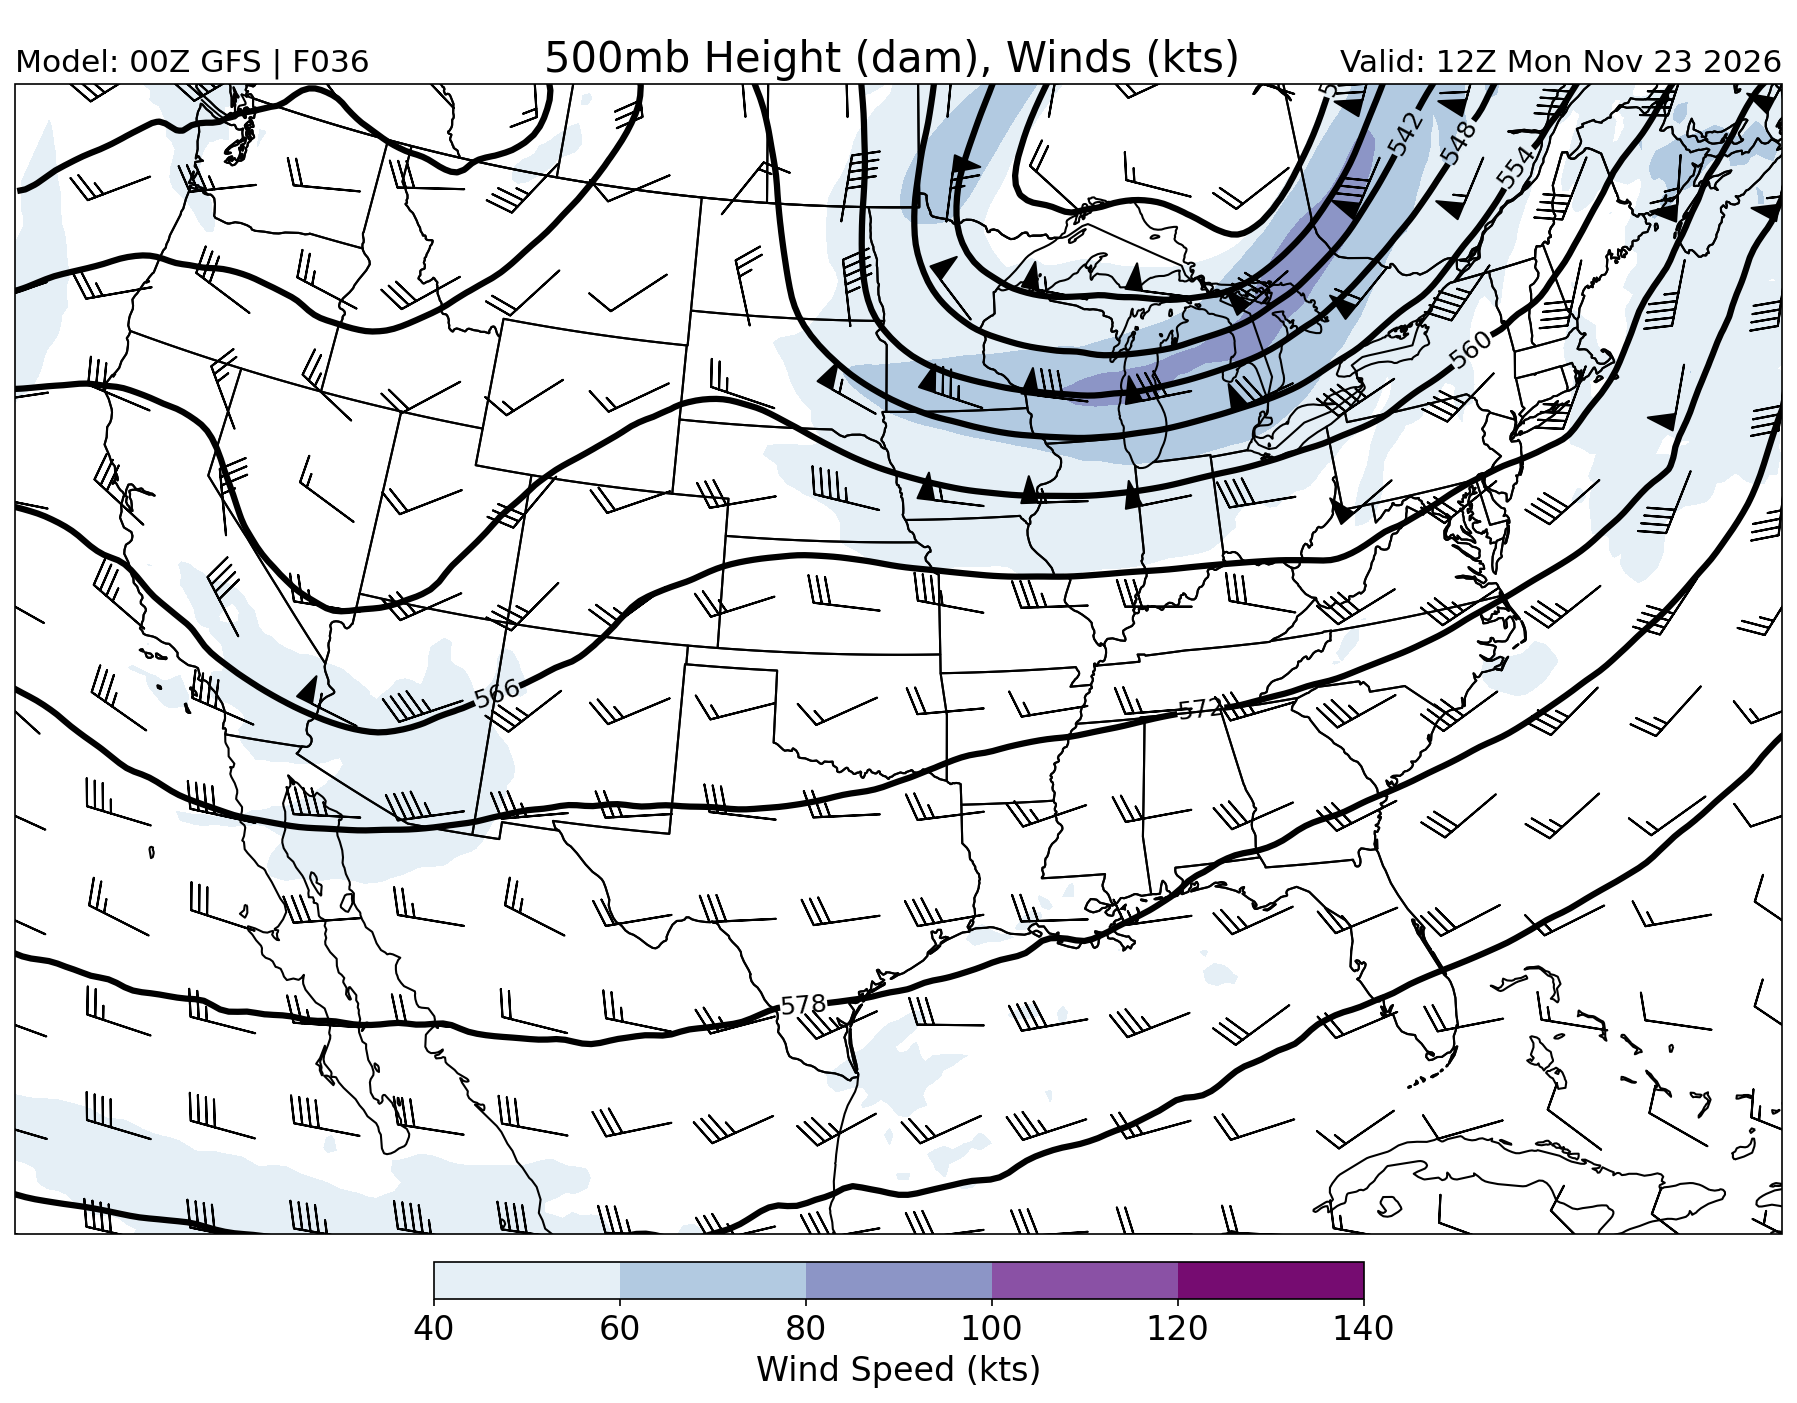 Model: 00Z GFS | F036
500mb Height (dam), Winds (kts)
Valid: 12Z Mon Nov 23 2026
542
548
554
560
566
572
578
40 60 80 100 120 140
Wind Speed (kts)